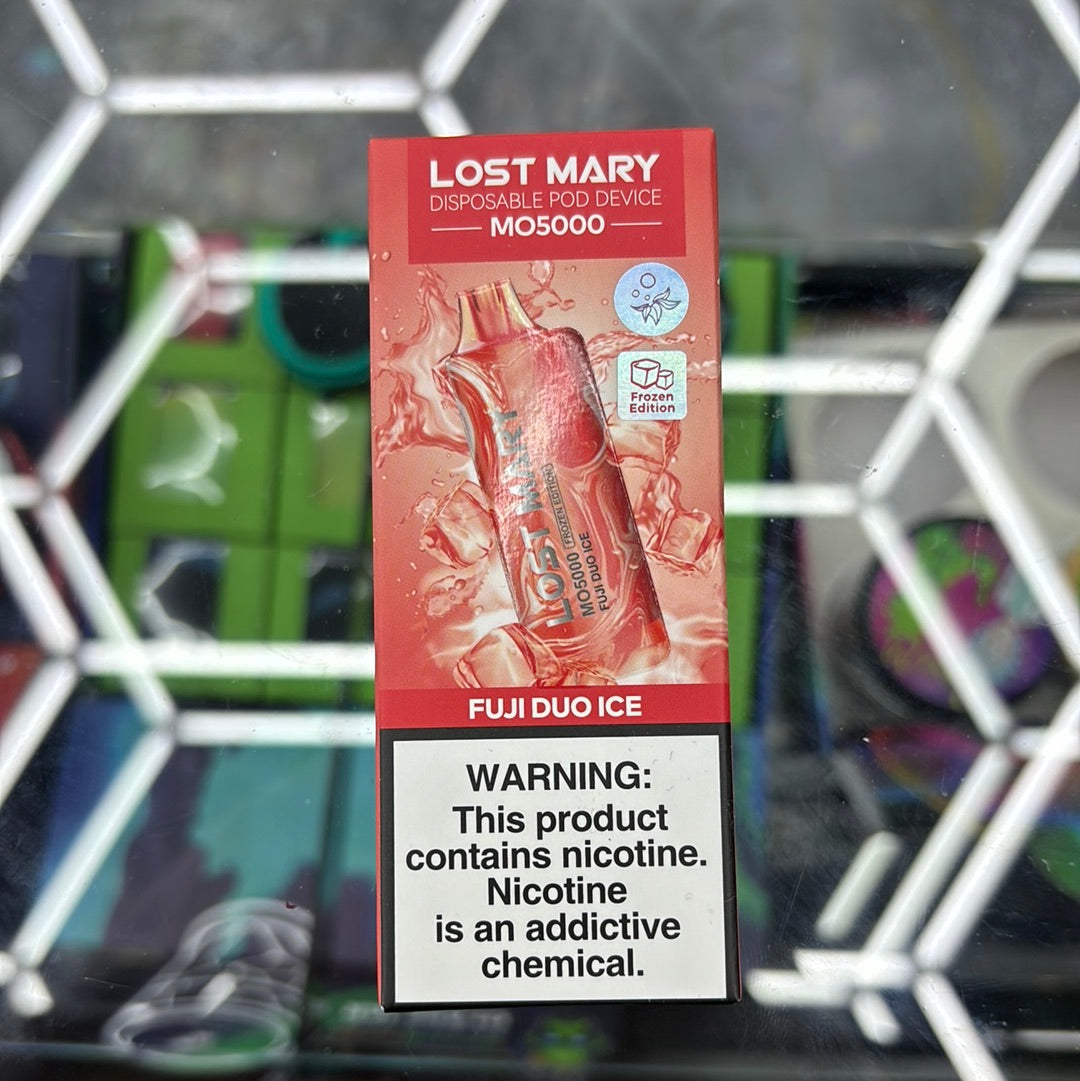 LOST MARY
DISPOSABLE POD DEVICE
MO5000
Frozen
Edition
LOST MARY
MO5000 FROZEN EDITION
FUJI DUO ICE
FUJI DUO ICE
WARNING:
This product
contains nicotine.
Nicotine
is an addictive
chemical.